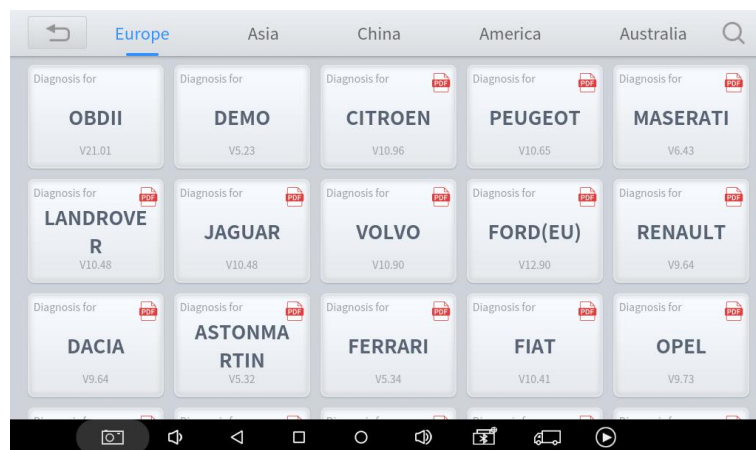 Europe Asia China America Australia
Diagnosis for Diagnosis for Diagnosis for PDF Diagnosis for PDF Diagnosis for PDF
OBDII DEMO CITROEN PEUGEOT MASERATI
V21.01 V5.23 V10.96 V10.65 V6.43
Diagnosis for PDF Diagnosis for PDF Diagnosis for PDF Diagnosis for PDF Diagnosis for PDF
LANDROVE
R JAGUAR VOLVO FORD(EU) RENAULT
V10.48 V10.48 V10.90 V12.90 V9.64
Diagnosis for PDF Diagnosis for PDF Diagnosis for PDF Diagnosis for PDF Diagnosis for PDF
DACIA ASTONMA
RTIN FERRARI FIAT OPEL
V9.64 V5.32 V5.34 V10.41 V9.73